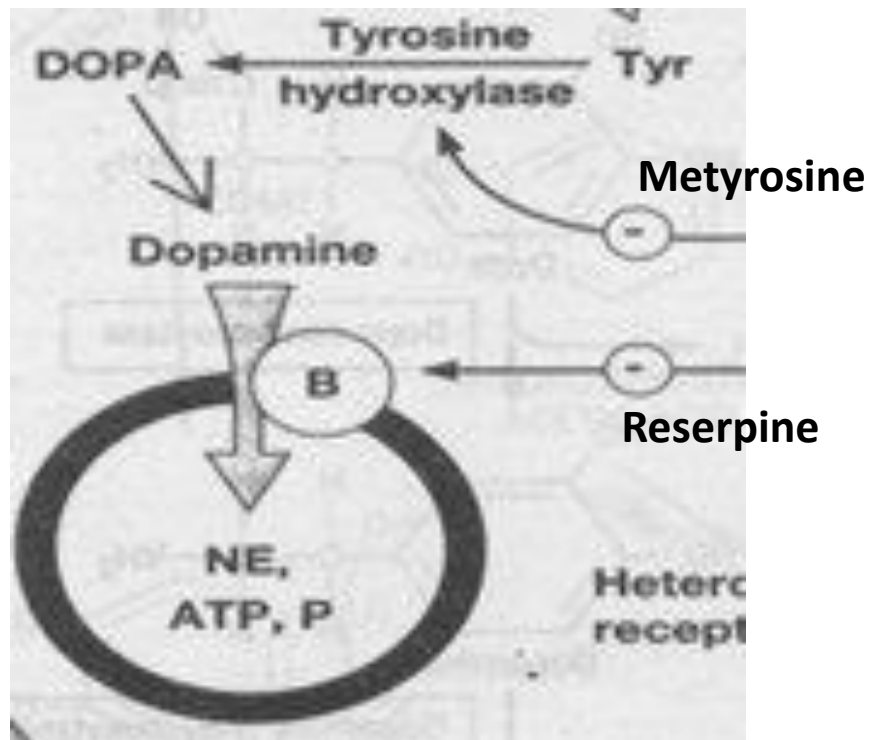 Tyrosine
DOPA
Tyr
hydroxylase
Metyrosine
-
Dopamine
B
-
Reserpine
NE,
ATP, P
Hetero
recept